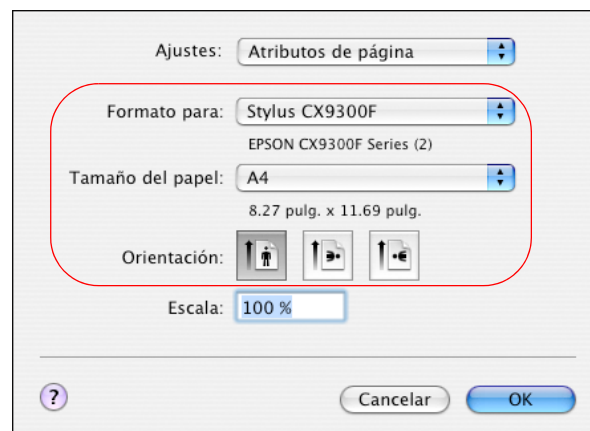 Ajustes: Atributos de página
Formato para: Stylus CX9300F
EPSON CX9300F Series (2)
Tamaño del papel: A4
8.27 pulg. x 11.69 pulg.
Orientación:
Escala: 100 %
? Cancelar OK